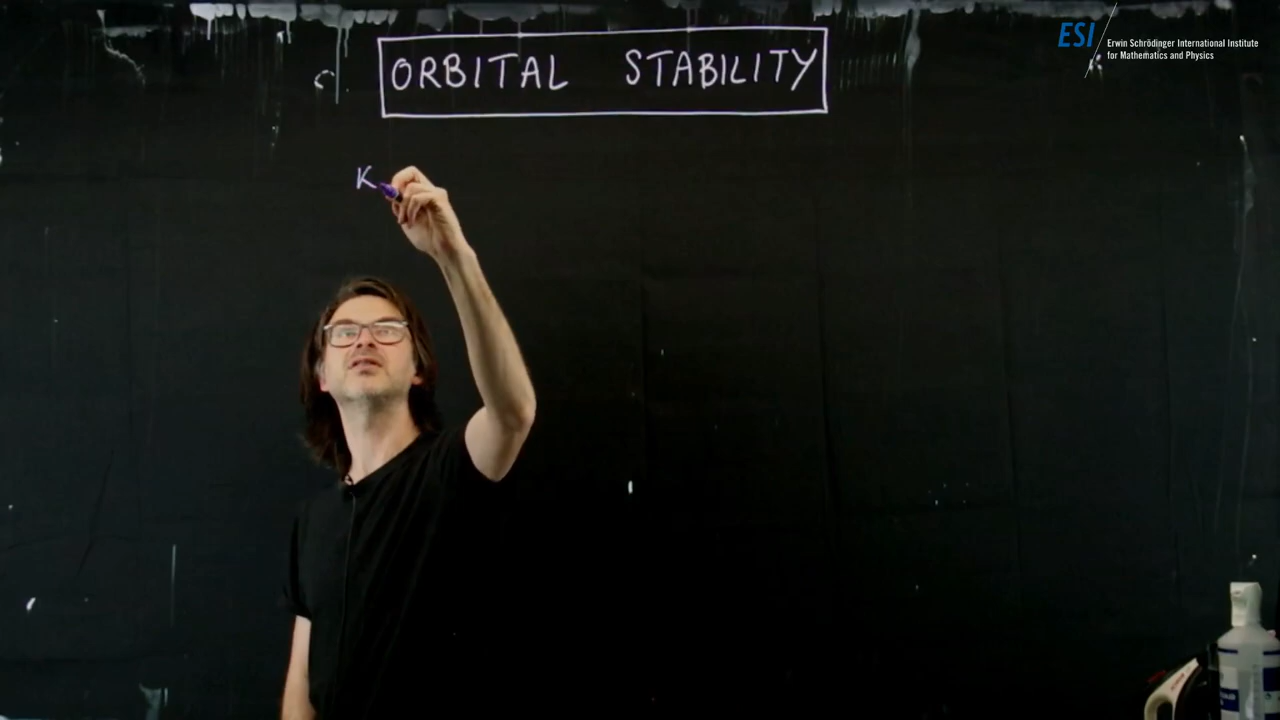 ORBITAL STABILITY
ESI Erwin Schrödinger International Institute
for Mathematics and Physics
K